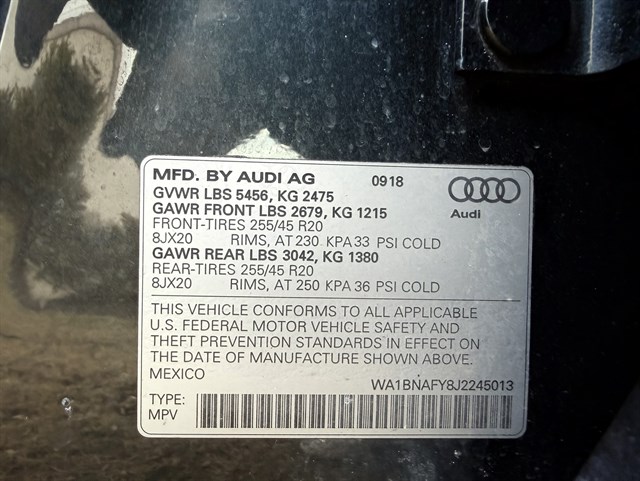 MFD. BY AUDI AG 0918
GVWR LBS 5456, KG 2475
GAWR FRONT LBS 2679, KG 1215
Audi
FRONT-TIRES 255/45 R20
8JX20 RIMS, AT 230 KPA 33 PSI COLD
GAWR REAR LBS 3042, KG 1380
REAR-TIRES 255/45 R20
8JX20 RIMS, AT 250 KPA 36 PSI COLD
THIS VEHICLE CONFORMS TO ALL APPLICABLE
U.S. FEDERAL MOTOR VEHICLE SAFETY AND
THEFT PREVENTION STANDARDS IN EFFECT ON
THE DATE OF MANUFACTURE SHOWN ABOVE.
MEXICO
WA1BNAFY8J2245013
TYPE:
MPV